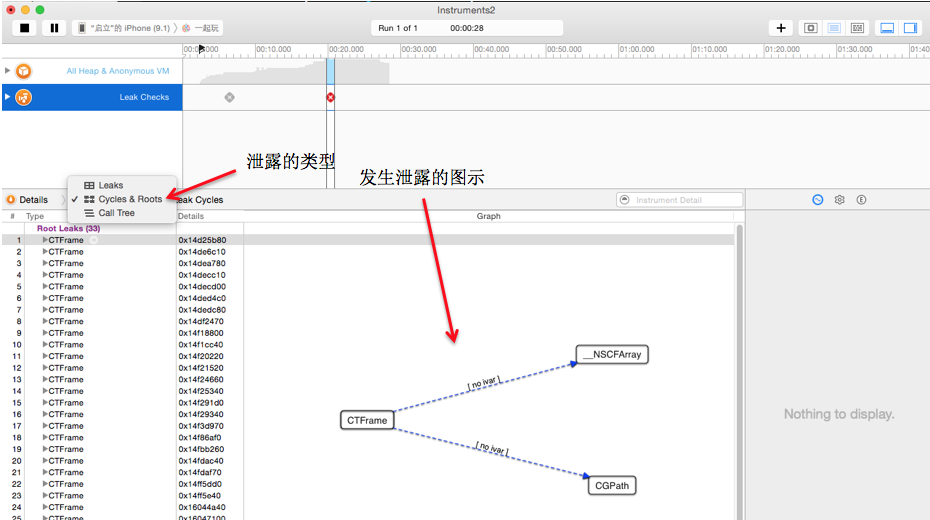 Instruments2
"启立"的 iPhone (9.1) 〉 一起玩
Run 1 of 1 00:00:28
00:00.000 00:10.000 00:20.000 00:30.000 00:40.000 00:50.000 01:00.000 01:10.000 01:20.000 01:30.000 01:40
All Heap & Anonymous VM
Leak Checks
泄露的类型
发生泄露的图示
Leaks
✓ Cycles & Roots
Call Tree
Details 〉 eak Cycles
Instrument Detail
E
# Type Details Graph
Root Leaks (33)
1 CTFrame 0x14d25b80
2 CTFrame 0x14de6c10
3 CTFrame 0x14dea780
4 CTFrame 0x14decc10
5 CTFrame 0x14decd00
6 CTFrame 0x14ded4c0
7 CTFrame 0x14dedc80
8 CTFrame 0x14df2470
9 CTFrame 0x14f18800
10 CTFrame 0x14f1cc40
11 CTFrame 0x14f20220
12 CTFrame 0x14f21520
13 CTFrame 0x14f24660
14 CTFrame 0x14f25340
15 CTFrame 0x14f291d0
16 CTFrame 0x14f29340
17 CTFrame 0x14f3d970
18 CTFrame 0x14f86af0
19 CTFrame 0x14fbb260
20 CTFrame 0x14fdac40
21 CTFrame 0x14fdaf70
22 CTFrame 0x14ff5dd0
23 CTFrame 0x14ff5e40
24 CTFrame 0x16044a40
25 CTFrame 0x16047100
__NSCFArray
[ no ivar ]
CTFrame
[ no ivar ]
CGPath
Nothing to display.